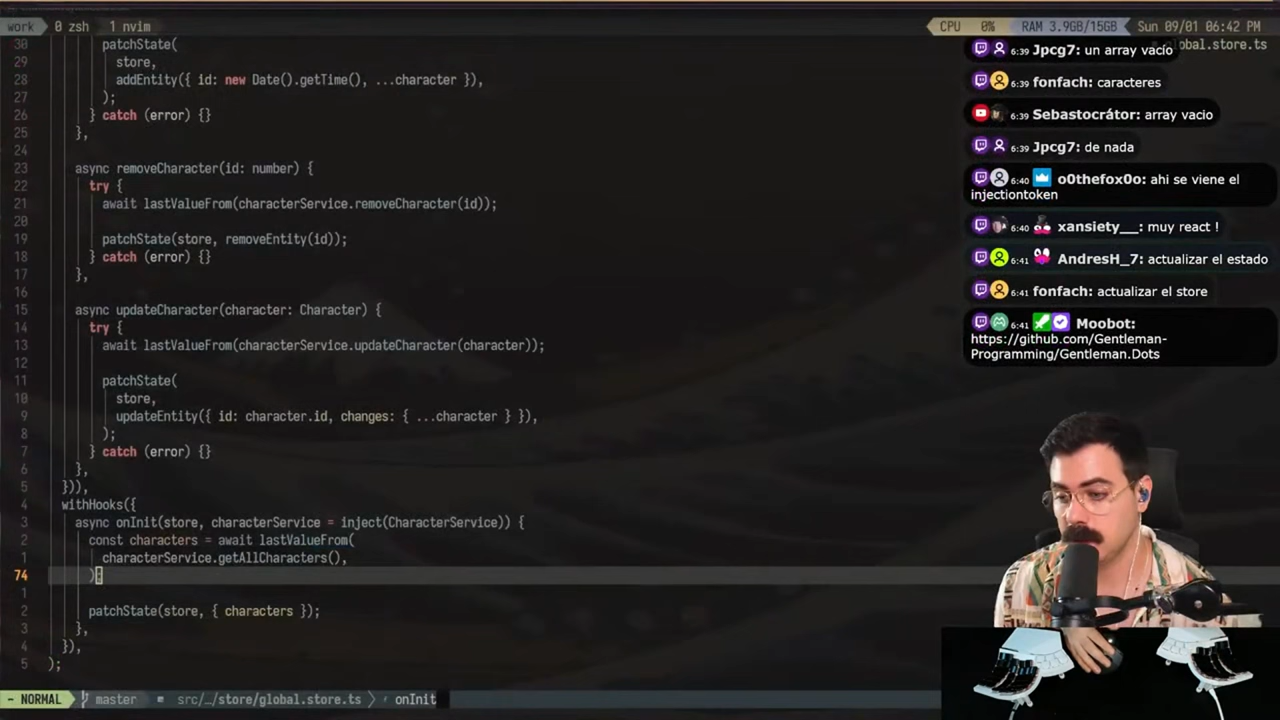 work 0 zsh 1 nvim CPU 0% RAM 3.9GB/15GB Sun 09/01 06:42 PM
global.store.ts
30 patchState(
29 store,
28 addEntity({ id: new Date().getTime(), ...character }),
27 );
26 } catch (error) {}
25 },
24
23 async removeCharacter(id: number) {
22 try {
21 await lastValueFrom(characterService.removeCharacter(id));
20
19 patchState(store, removeEntity(id));
18 } catch (error) {}
17 },
16
15 async updateCharacter(character: Character) {
14 try {
13 await lastValueFrom(characterService.updateCharacter(character));
12
11 patchState(
10 store,
9 updateEntity({ id: character.id, changes: { ...character } }),
8 );
7 } catch (error) {}
6 },
5 })),
4 withHooks({
3 async onInit(store, characterService = inject(CharacterService)) {
2 const characters = await lastValueFrom(
1 characterService.getAllCharacters(),
74 );
1
2 patchState(store, { characters });
3 },
4 }),
5 );
- NORMAL master src/…/store/global.store.ts onInit
6:39 Jpcg7: un array vacío
6:39 fonfach: caracteres
6:39 Sebastocrátor: array vacio
6:39 Jpcg7: de nada
6:40 o0thefox0o: ahi se viene el
injectiontoken
6:40 xansiety__: muy react !
6:41 AndresH_7: actualizar el estado
6:41 fonfach: actualizar el store
6:41 Moobot:
https://github.com/Gentleman-
Programming/Gentleman.Dots